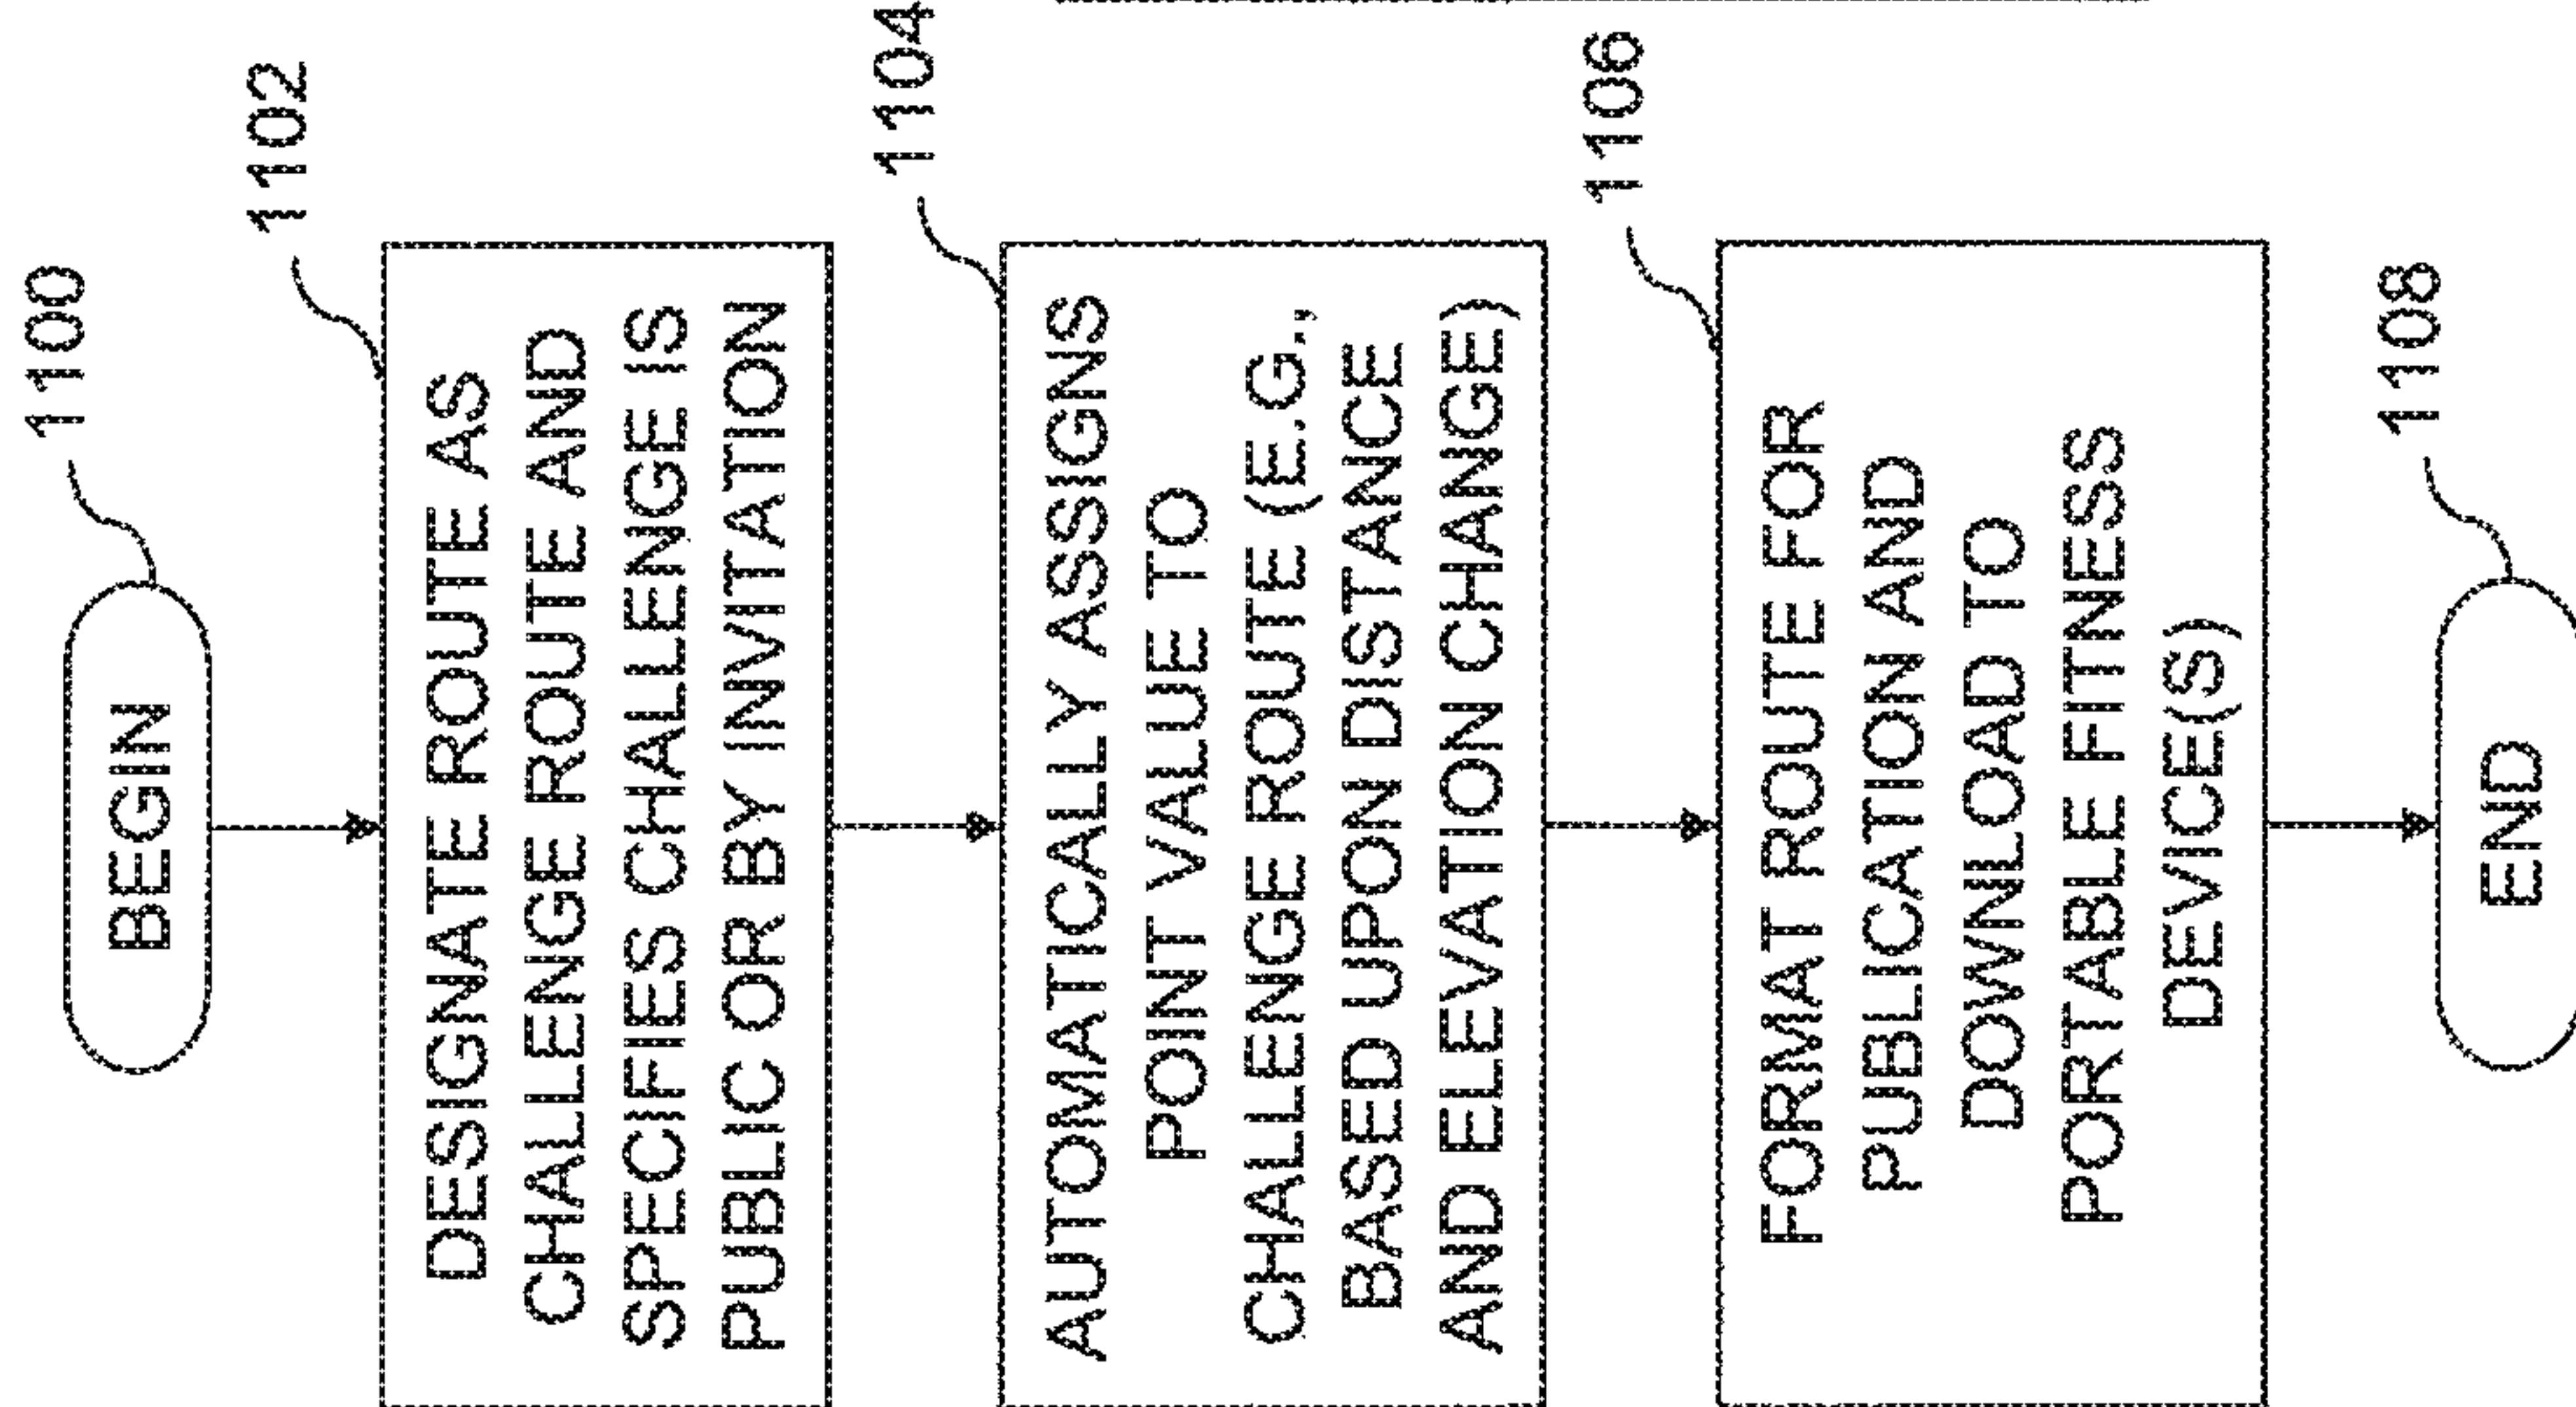 1100
BEGIN
1102
DESIGNATE ROUTE AS
CHALLENGE ROUTE AND
SPECIFIES CHALLENGE IS
PUBLIC OR BY INVITATION
1104
AUTOMATICALLY ASSIGNS
POINT VALUE TO
CHALLENGE ROUTE (E.G.,
BASED UPON DISTANCE
AND ELEVATION CHANGE)
1106
FORMAT ROUTE FOR
PUBLICATION AND
DOWNLOAD TO
PORTABLE FITNESS
DEVICE(S)
1108
END